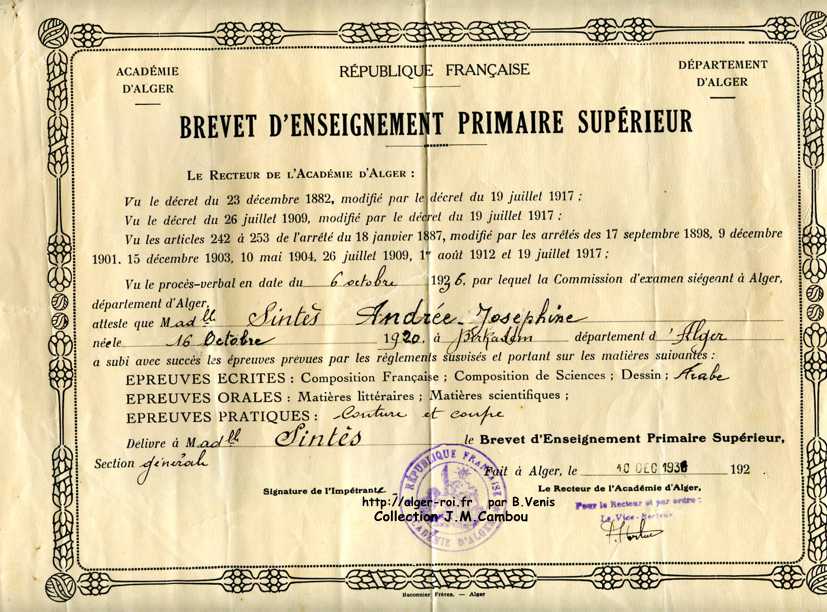 ACADÉMIE
D'ALGER
RÉPUBLIQUE FRANÇAISE
DÉPARTEMENT
D'ALGER
BREVET D'ENSEIGNEMENT PRIMAIRE SUPÉRIEUR
LE RECTEUR DE L'ACADÉMIE D'ALGER :
Vu le décret du 23 décembre 1882, modifié par le décret du 19 juillet 1917 ;
Vu le décret du 26 juillet 1909, modifié par le décret du 19 juillet 1917 ;
Vu les articles 242 à 253 de l'arrêté du 18 janvier 1887, modifié par les arrêtés des 17 septembre 1898, 9 décembre
1901, 15 décembre 1903, 10 mai 1904, 26 juillet 1909, 1er août 1912 et 19 juillet 1917 ;
Vu le procès-verbal en date du 6 octobre 1936, par lequel la Commission d'examen siégeant à Alger,
département d'Alger,
atteste que Madlle Sintès Andrée Josephine
née le 16 Octobre 1920 à Birkadem département d'Alger
a subi avec succès les épreuves prévues par les règlements susvisés et portant sur les matières suivantes :
EPREUVES ECRITES : Composition Française ; Composition de Sciences ; Dessin ; Arabe
EPREUVES ORALES : Matières littéraires ; Matières scientifiques ;
EPREUVES PRATIQUES : Couture et coupe
Délivré à Madlle Sintès le Brevet d'Enseignement Primaire Supérieur,
Section générale
Fait à Alger, le 10 DEC 1936 192 .
Signature de l'Impétrante
Le Recteur de l'Académie d'Alger,
Pour le Recteur et par ordre :
Le Vice-Recteur
RÉPUBLIQUE FRANÇAISE
ACADÉMIE D'ALGER
http://alger-roi.fr par B.Venis
Collection J.M.Cambou
Baconnier Frères. — Alger